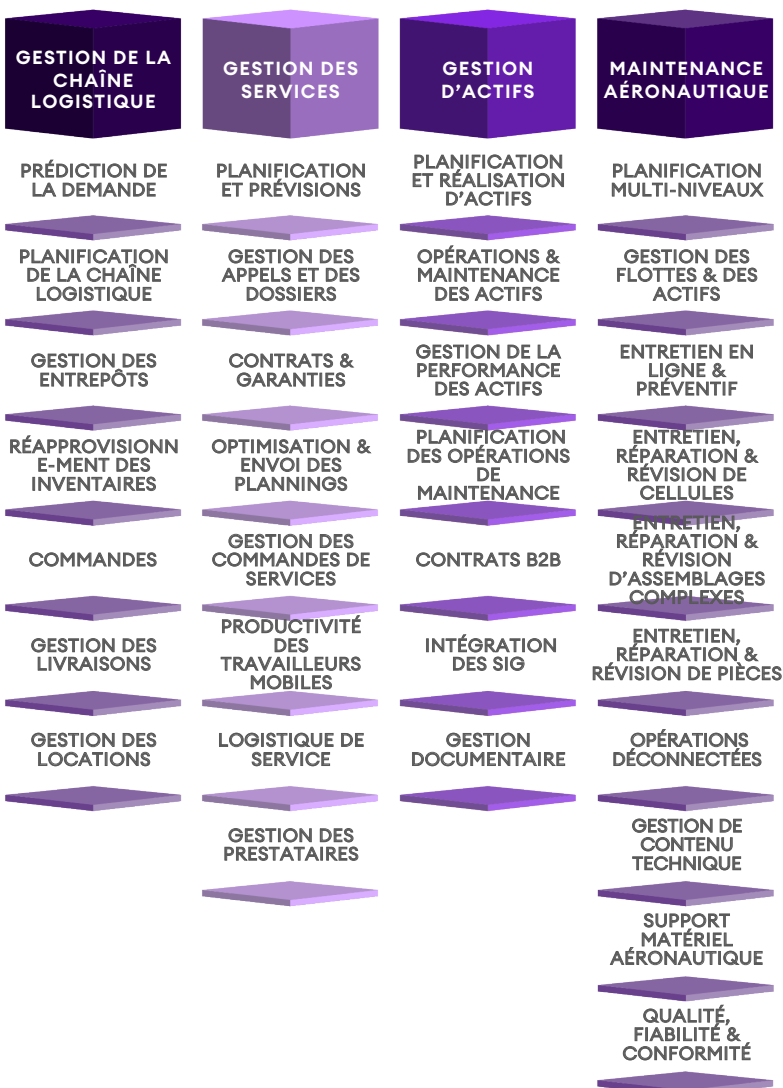 GESTION DE LA
CHAÎNE
LOGISTIQUE
PRÉDICTION DE
LA DEMANDE
PLANIFICATION
DE LA CHAÎNE
LOGISTIQUE
GESTION DES
ENTREPÔTS
RÉAPPROVISIONN
E-MENT DES
INVENTAIRES
COMMANDES
GESTION DES
LIVRAISONS
GESTION DES
LOCATIONS
GESTION DES
SERVICES
PLANIFICATION
ET PRÉVISIONS
GESTION DES
APPELS ET DES
DOSSIERS
CONTRATS &
GARANTIES
OPTIMISATION &
ENVOI DES
PLANNINGS
GESTION DES
COMMANDES DE
SERVICES
PRODUCTIVITÉ
DES
TRAVAILLEURS
MOBILES
LOGISTIQUE DE
SERVICE
GESTION DES
PRESTATAIRES
GESTION
D'ACTIFS
PLANIFICATION
ET RÉALISATION
D'ACTIFS
OPÉRATIONS &
MAINTENANCE
DES ACTIFS
GESTION DE LA
PERFORMANCE
DES ACTIFS
PLANIFICATION
DES OPÉRATIONS
DE
MAINTENANCE
CONTRATS B2B
INTÉGRATION
DES SIG
GESTION
DOCUMENTAIRE
MAINTENANCE
AÉRONAUTIQUE
PLANIFICATION
MULTI-NIVEAUX
GESTION DES
FLOTTES & DES
ACTIFS
ENTRETIEN EN
LIGNE &
PRÉVENTIF
ENTRETIEN,
RÉPARATION &
RÉVISION DE
CELLULES
ENTRETIEN,
RÉPARATION &
RÉVISION
D'ASSEMBLAGES
COMPLEXES
ENTRETIEN,
RÉPARATION &
RÉVISION DE PIÈCES
OPÉRATIONS
DÉCONNECTÉES
GESTION DE
CONTENU
TECHNIQUE
SUPPORT
MATÉRIEL
AÉRONAUTIQUE
QUALITÉ,
FIABILITÉ &
CONFORMITÉ